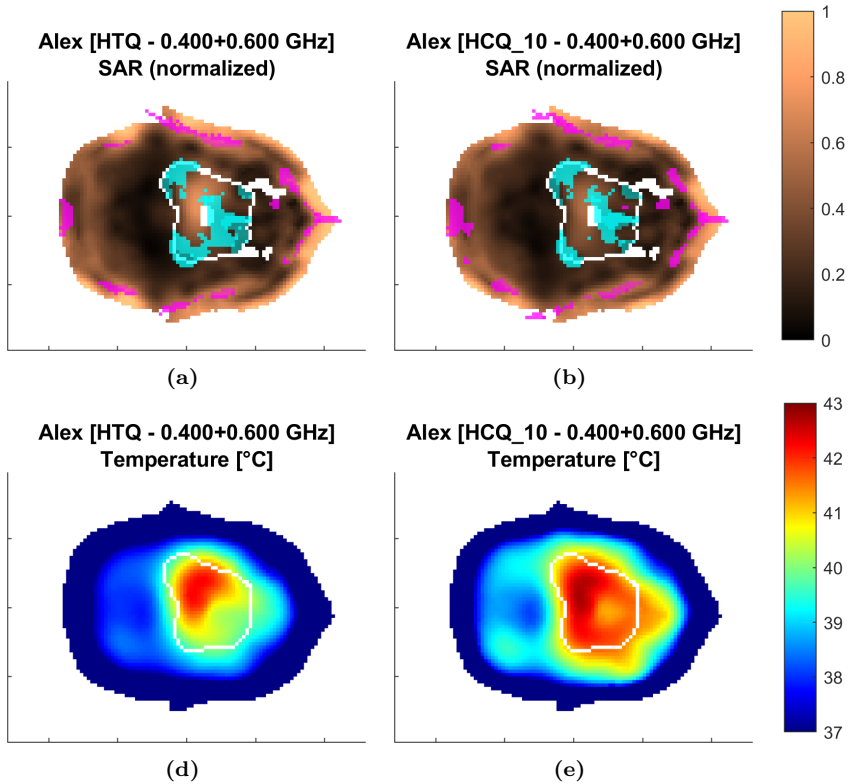 Alex [HTQ - 0.400+0.600 GHz]
SAR (normalized)
Alex [HCQ_10 - 0.400+0.600 GHz]
SAR (normalized)
1
0.8
0.6
0.4
0.2
0
(a)
(b)
Alex [HTQ - 0.400+0.600 GHz]
Temperature [°C]
Alex [HCQ_10 - 0.400+0.600 GHz]
Temperature [°C]
43
42
41
40
39
38
37
(d)
(e)